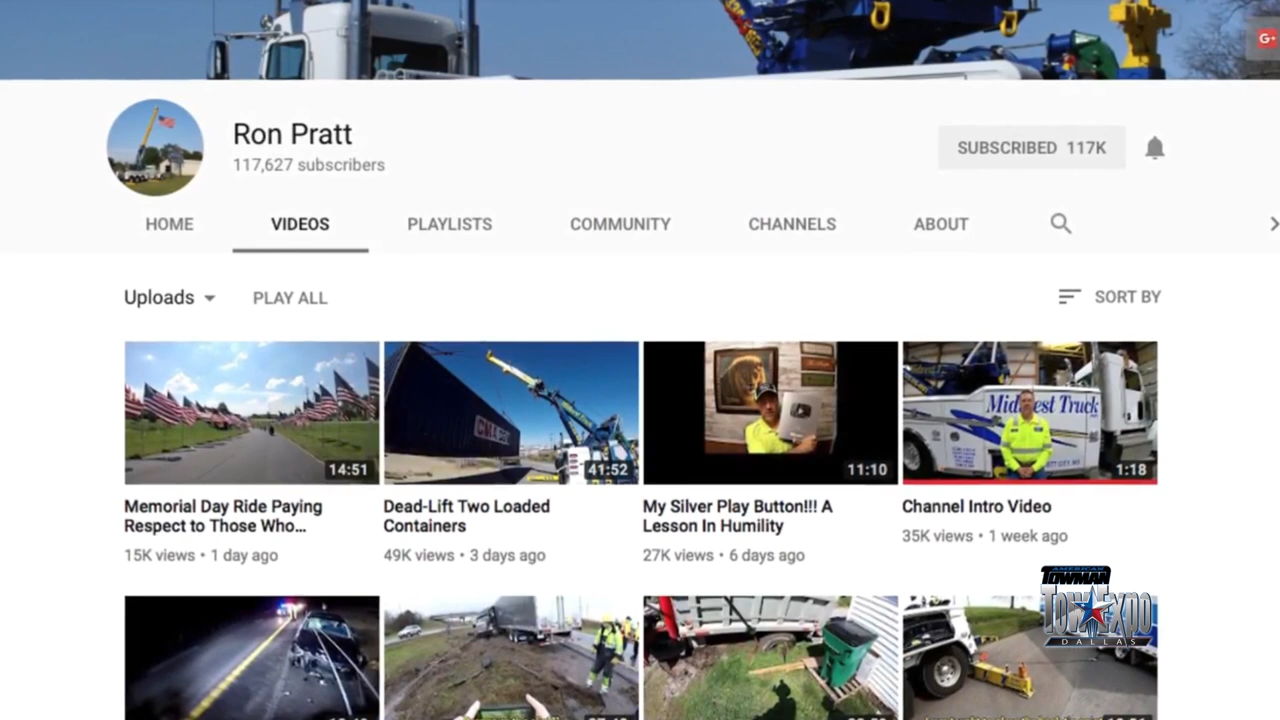 G+
Ron Pratt
117,627 subscribers
SUBSCRIBED 117K
HOME VIDEOS PLAYLISTS COMMUNITY CHANNELS ABOUT
Uploads PLAY ALL SORT BY
14:51 41:52 11:10 1:18
Midwest Truck
Memorial Day Ride Paying
Respect to Those Who...
15K views • 1 day ago
Dead-Lift Two Loaded
Containers
49K views • 3 days ago
My Silver Play Button!!! A
Lesson In Humility
27K views • 6 days ago
Channel Intro Video
35K views • 1 week ago
AMERICAN
TOWMAN
TOWEXPO
DALLAS